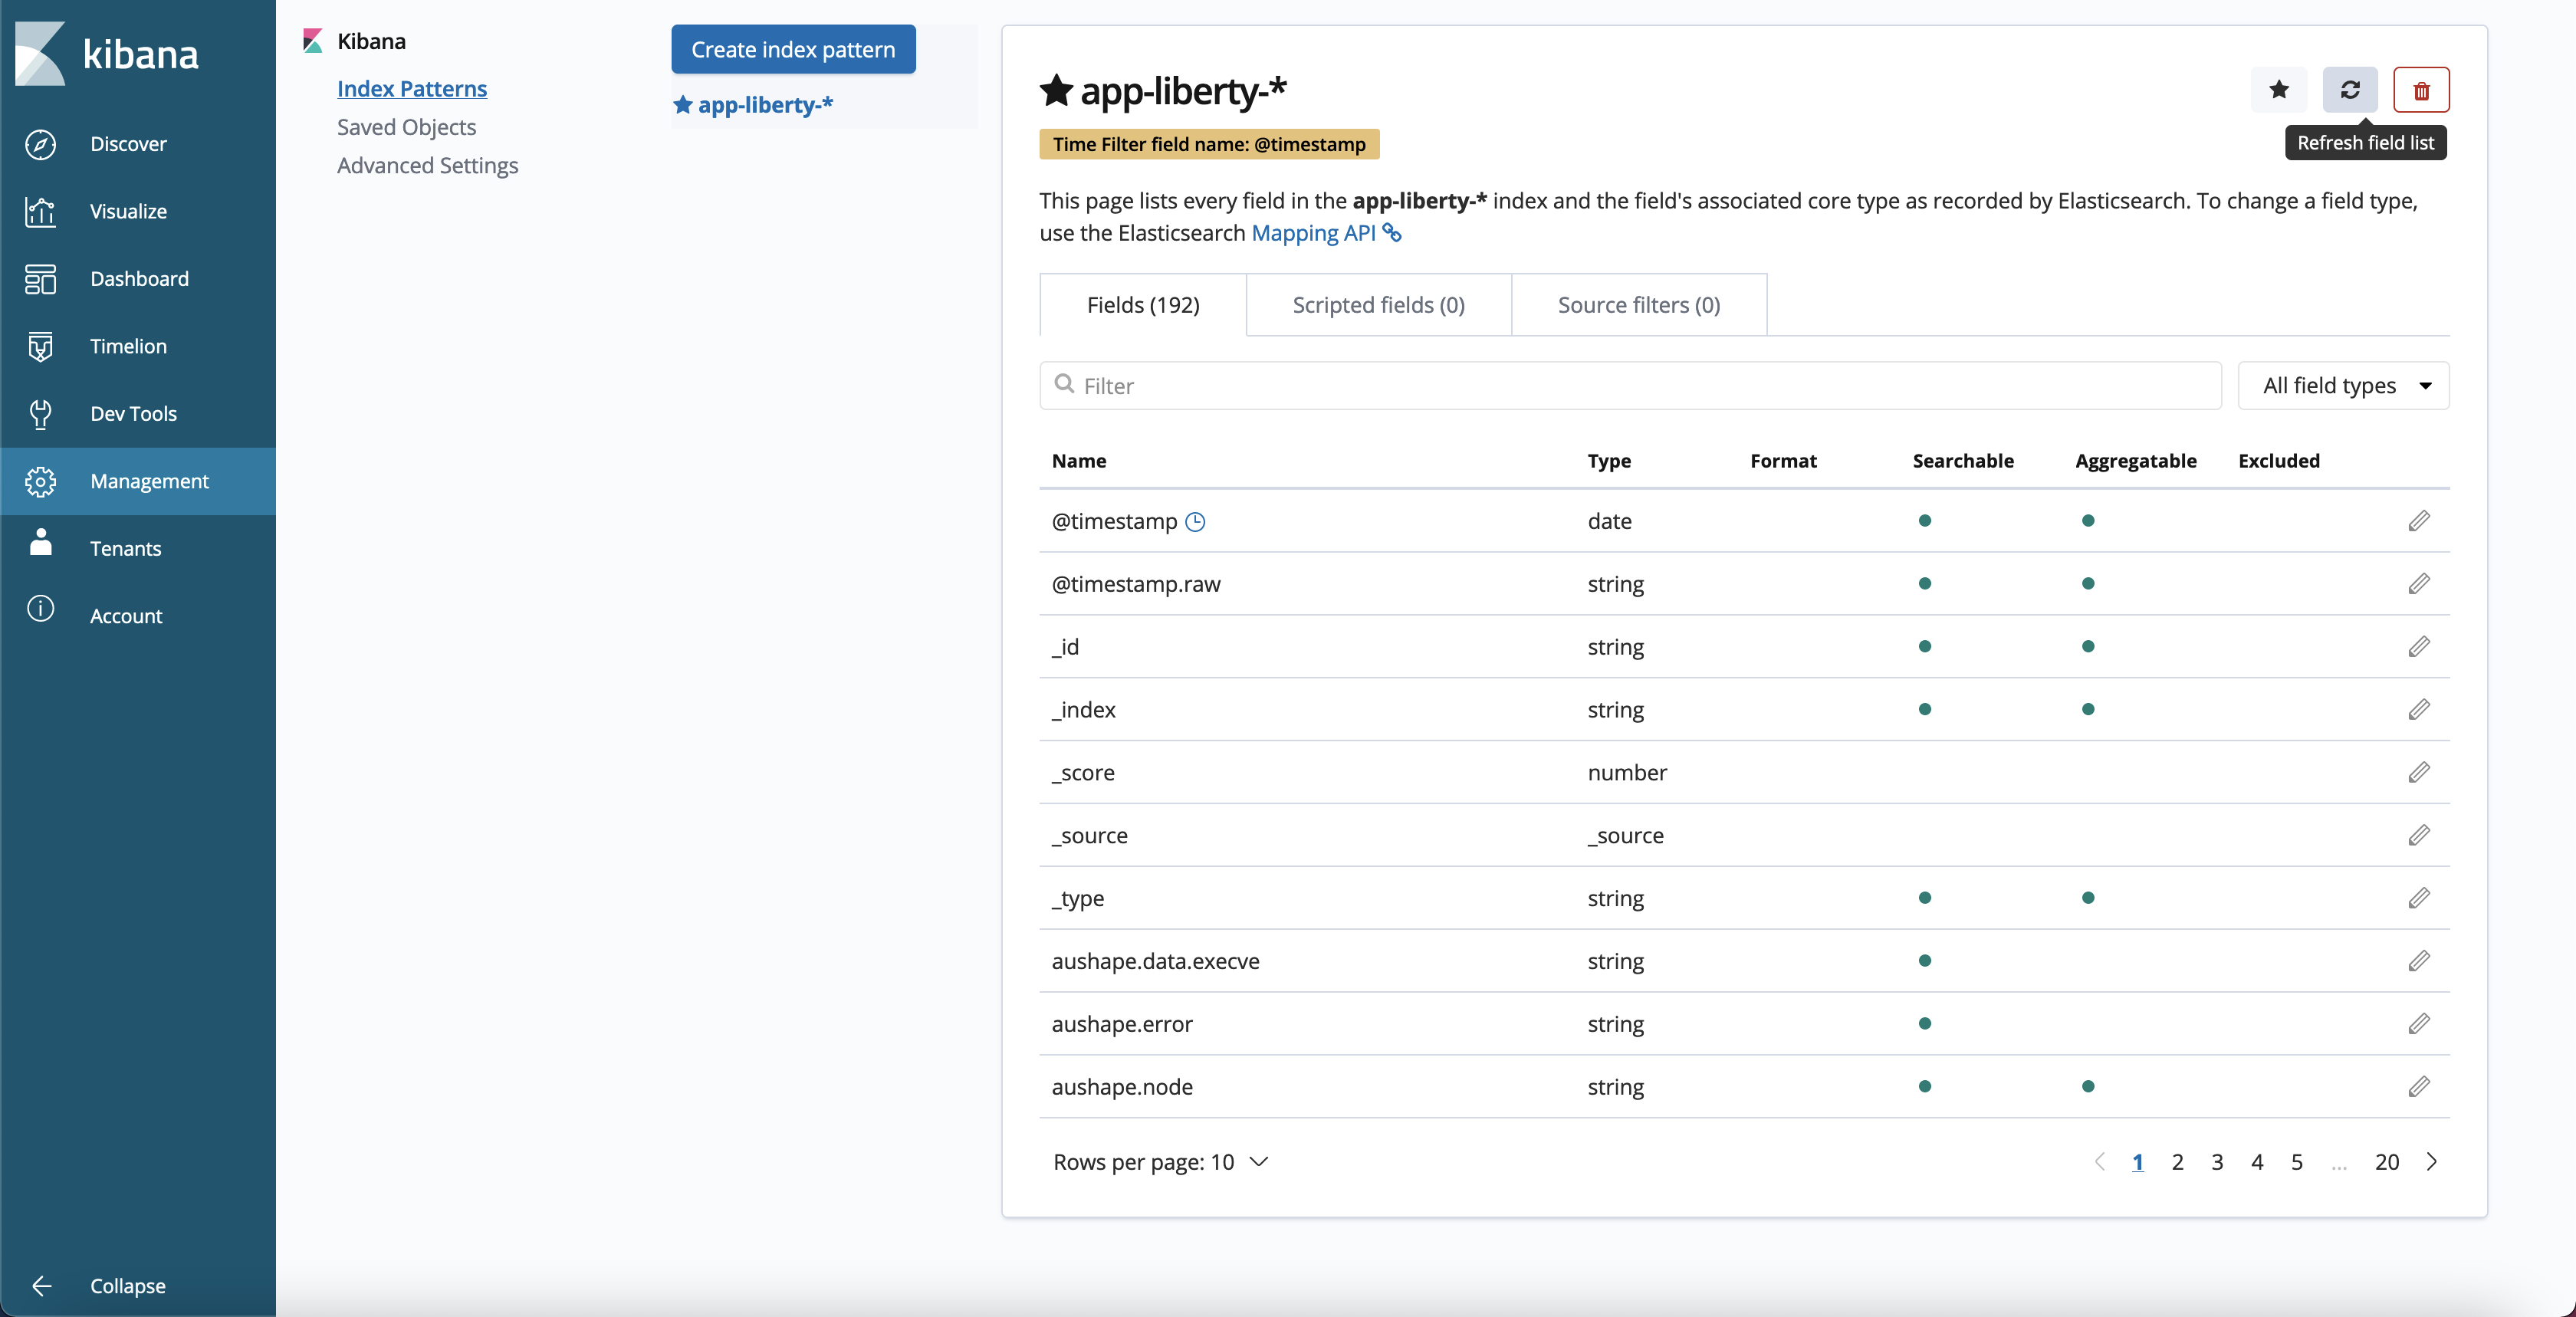 kibana
Discover
Visualize
Dashboard
Timelion
Dev Tools
Management
Tenants
Account
Collapse
Kibana
Index Patterns
Saved Objects
Advanced Settings
Create index pattern
app-liberty-*
app-liberty-*
Refresh field list
Time Filter field name: @timestamp
This page lists every field in the app-liberty-* index and the field's associated core type as recorded by Elasticsearch. To change a field type,
use the Elasticsearch Mapping API
Fields (192) Scripted fields (0) Source filters (0)
Filter All field types
Name Type Format Searchable Aggregatable Excluded
@timestamp date
@timestamp.raw string
_id string
_index string
_score number
_source _source
_type string
aushape.data.execve string
aushape.error string
aushape.node string
Rows per page: 10 1 2 3 4 5 ... 20